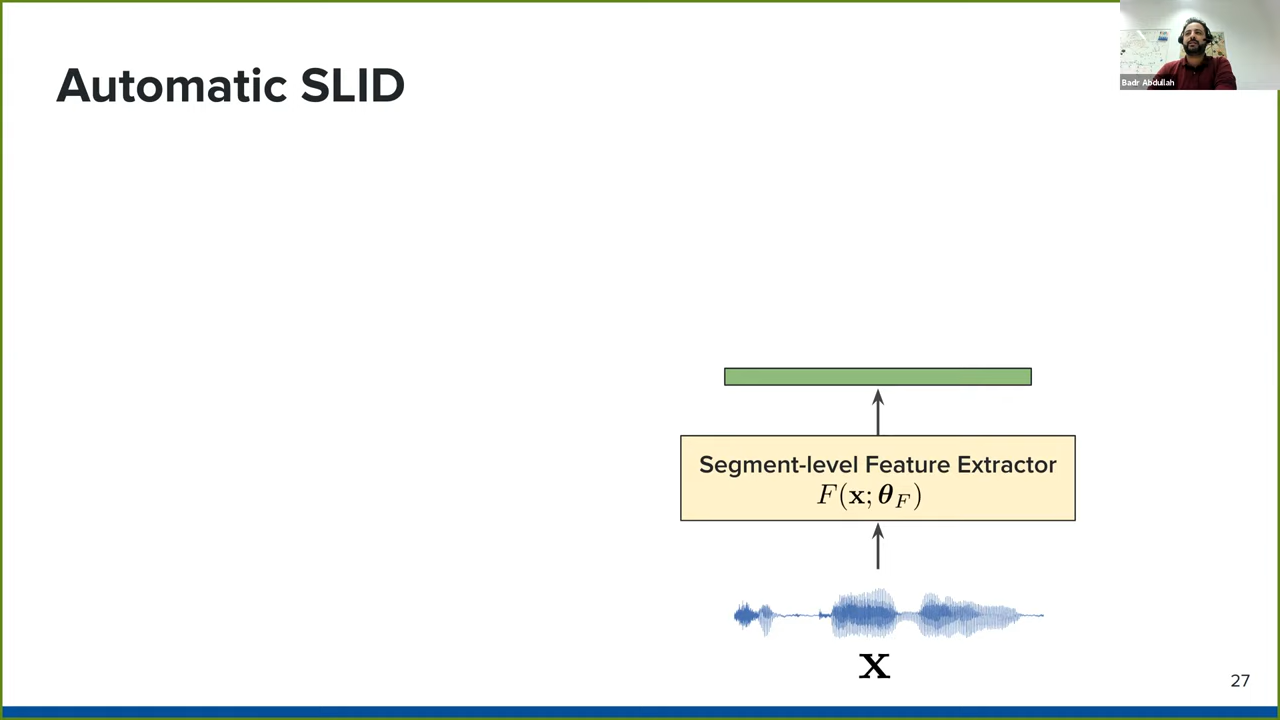 Automatic SLID
Badr Abdullah
Segment-level Feature Extractor
F(x; θ_F)
x
27